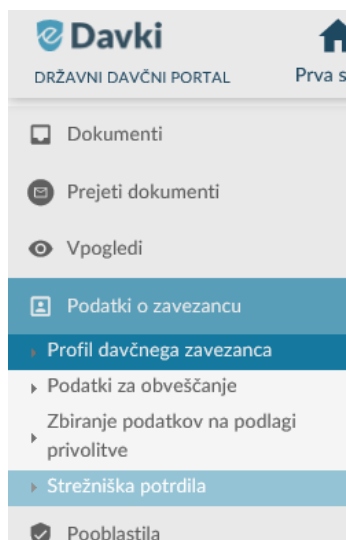 Davki
DRŽAVNI DAVČNI PORTAL
Prva s
Dokumenti
Prejeti dokumenti
Vpogledi
Podatki o zavezancu
Profil davčnega zavezanca
Podatki za obveščanje
Zbiranje podatkov na podlagi
privolitve
Strežniška potrdila
Pooblastila